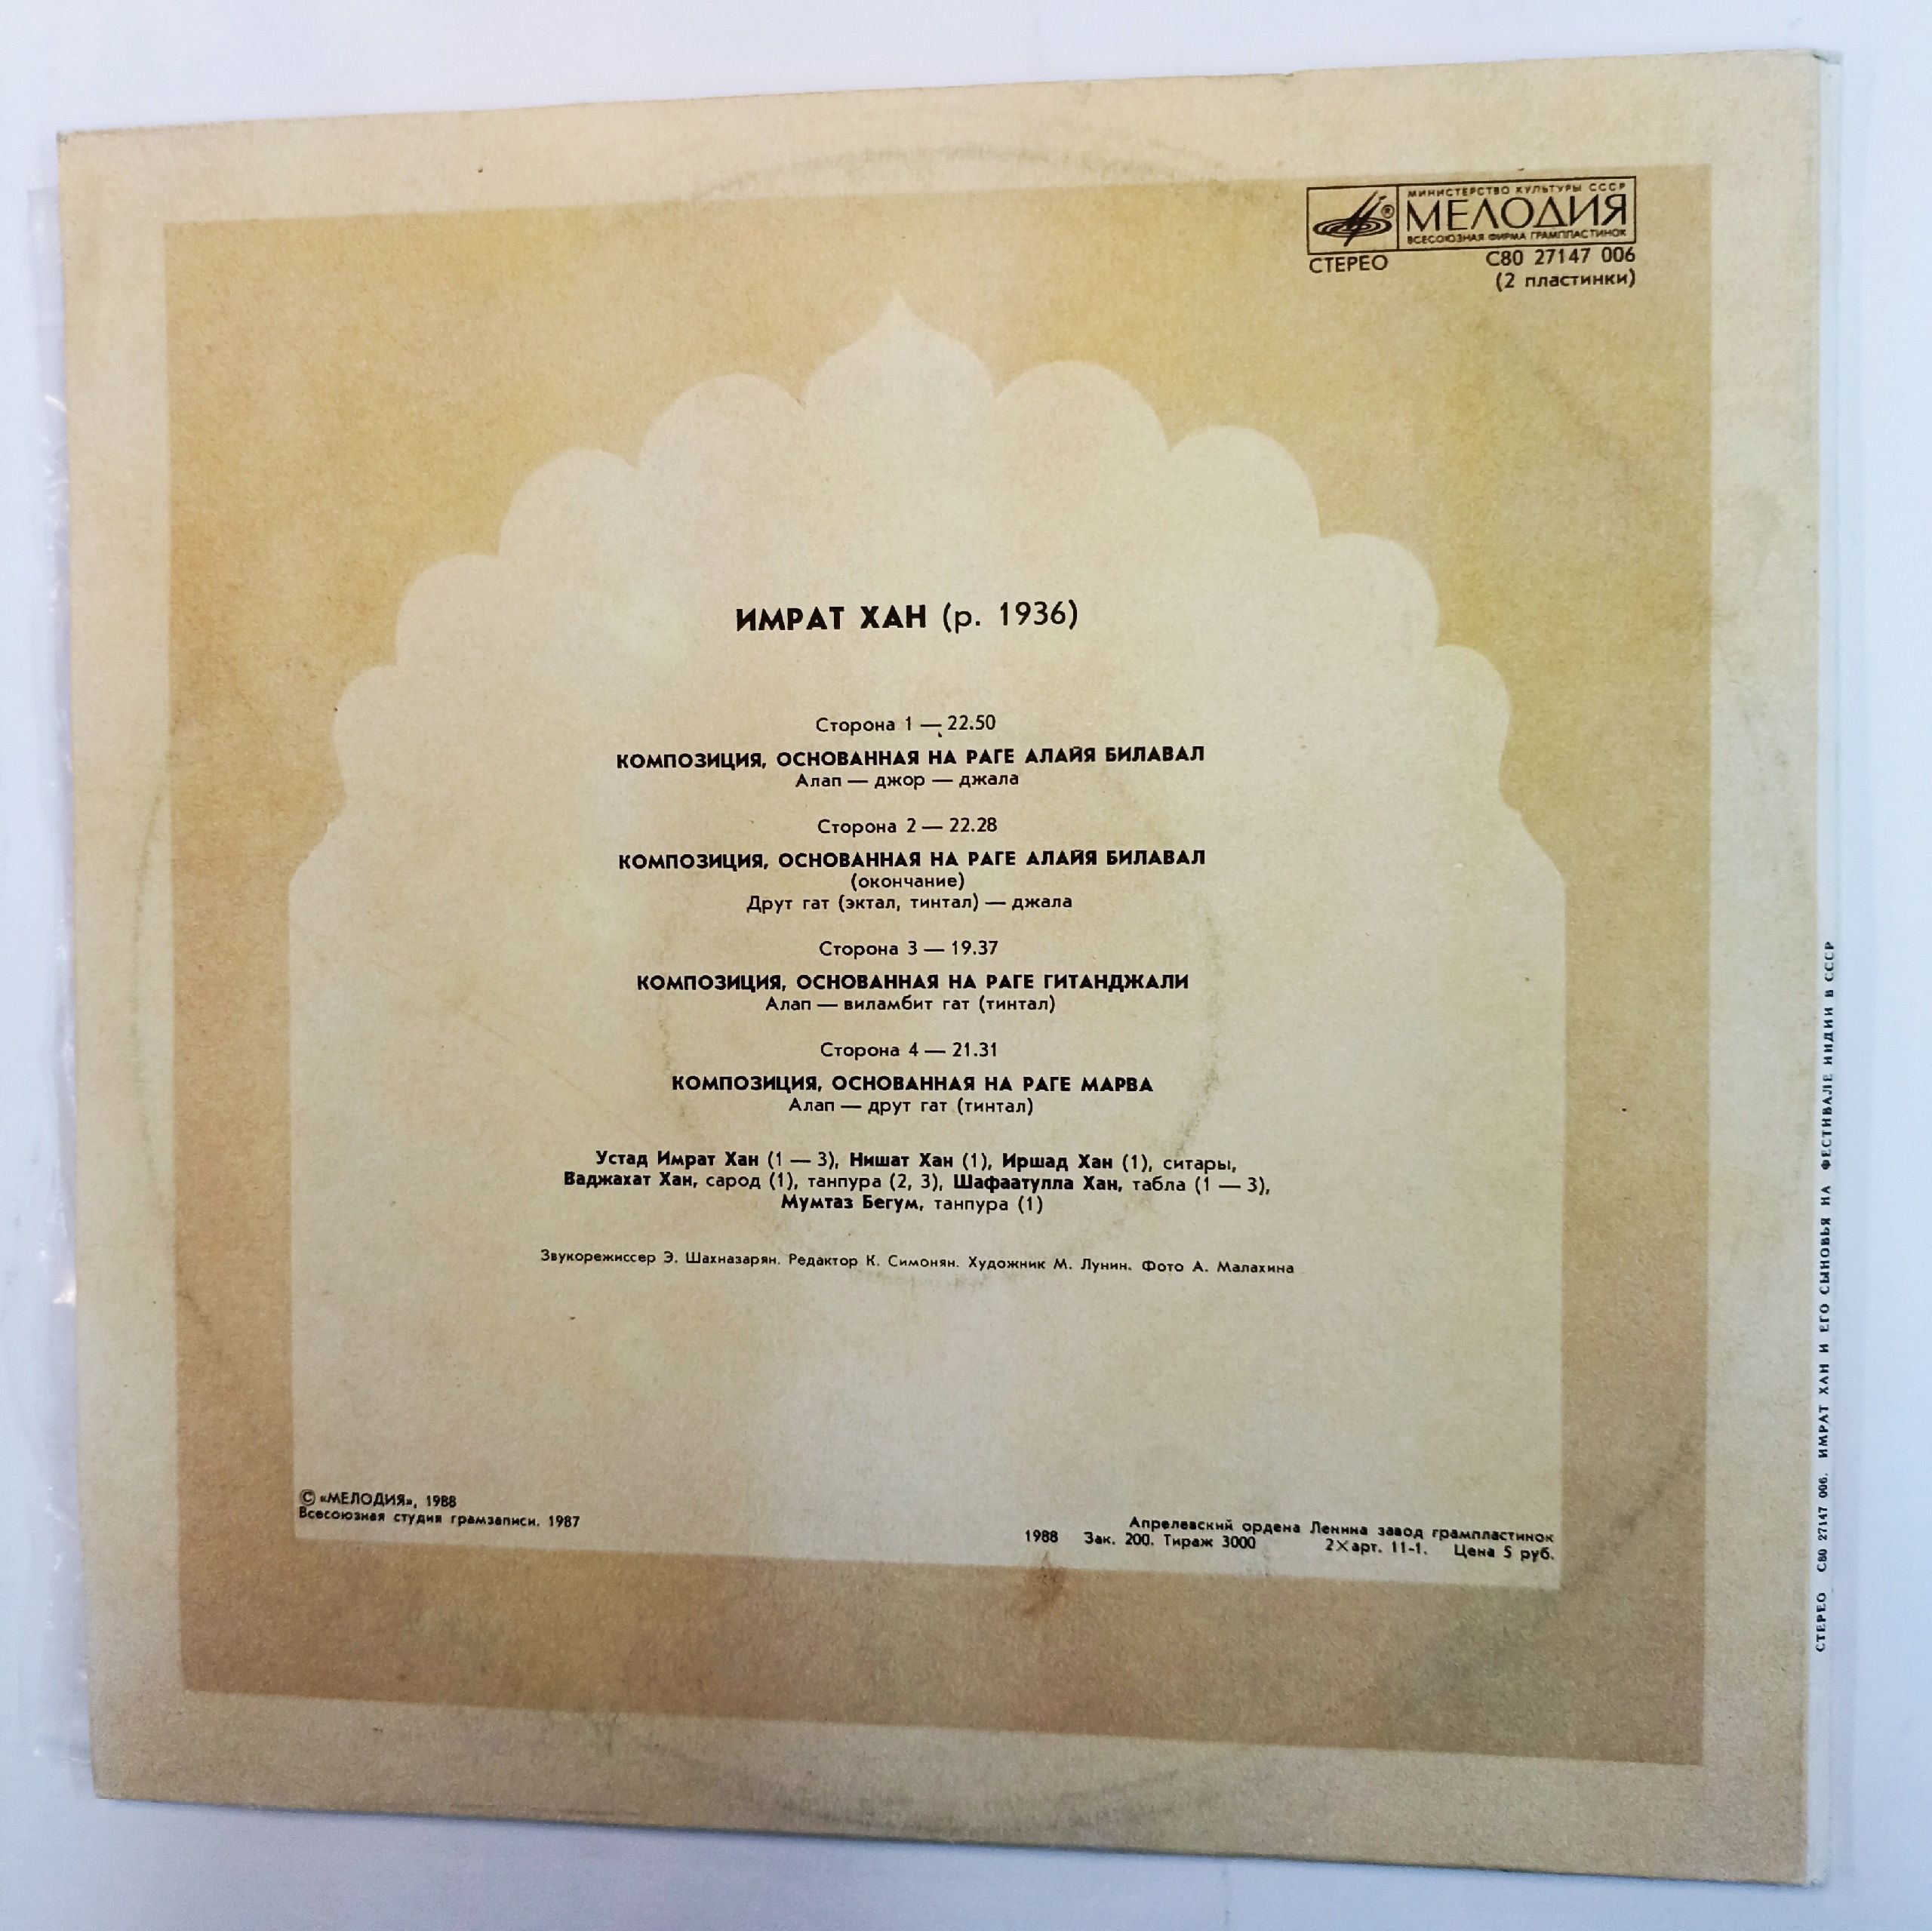 МИНИСТЕРСТВО КУЛЬТУРЫ СССР
МЕЛОДИЯ
ВСЕСОЮЗНАЯ ФИРМА ГРАМПЛАСТИНОК
СТЕРЕО С80 27147 006
(2 пластинки)
ИМРАТ ХАН (р. 1936)
Сторона 1 — 22.50
КОМПОЗИЦИЯ, ОСНОВАННАЯ НА РАГЕ АЛАЙЯ БИЛАВАЛ
Алап — джор — джала
Сторона 2 — 22.28
КОМПОЗИЦИЯ, ОСНОВАННАЯ НА РАГЕ АЛАЙЯ БИЛАВАЛ
(окончание)
Друт гат (эктал, тинтал) — джала
Сторона 3 — 19.37
КОМПОЗИЦИЯ, ОСНОВАННАЯ НА РАГЕ ГИТАНДЖАЛИ
Алап — виламбит гат (тинтал)
Сторона 4 — 21.31
КОМПОЗИЦИЯ, ОСНОВАННАЯ НА РАГЕ МАРВА
Алап — друт гат (тинтал)
Устад Имрат Хан (1 — 3), Нишат Хан (1), Иршад Хан (1), ситары,
Ваджахат Хан, сарод (1), танпура (2, 3), Шафаатулла Хан, табла (1 — 3),
Мумтаз Бегум, танпура (1)
Звукорежиссер Э. Шахназарян. Редактор К. Симонян. Художник М. Лунин. Фото А. Малахина
© «МЕЛОДИЯ», 1988
Всесоюзная студия грамзаписи. 1987
Апрелевский ордена Ленина завод грампластинок
1988 Зак. 200. Тираж 3000 2×арт. 11-1. Цена 5 руб.
СТЕРЕО С80 27147 006. ИМРАТ ХАН И ЕГО СЫНОВЬЯ НА ФЕСТИВАЛЕ ИНДИИ В СССР